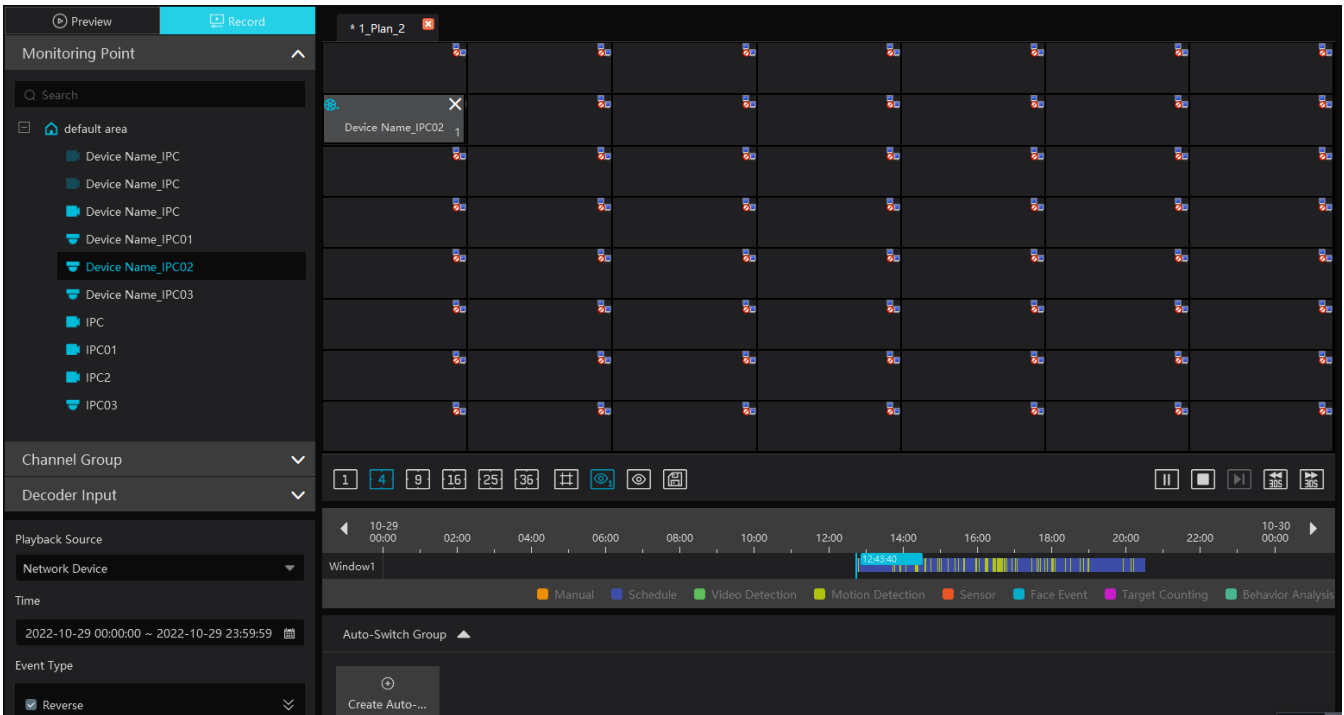 Preview
Record
* 1_Plan_2
Monitoring Point
Search
default area
Device Name_IPC
Device Name_IPC
Device Name_IPC
Device Name_IPC01
Device Name_IPC02
Device Name_IPC03
IPC
IPC01
IPC2
IPC03
Channel Group
Decoder Input
Playback Source
Network Device
Time
2022-10-29 00:00:00 ~ 2022-10-29 23:59:59
Event Type
Reverse
Device Name_IPC02 1
1 4 9 16 25 36 1
30S 30S
10-29 10-30
00:00 02:00 04:00 06:00 08:00 10:00 12:00 14:00 16:00 18:00 20:00 22:00 00:00
Window1 12:43:40
Manual Schedule Video Detection Motion Detection Sensor Face Event Target Counting Behavior Analysis
Auto-Switch Group
Create Auto-...